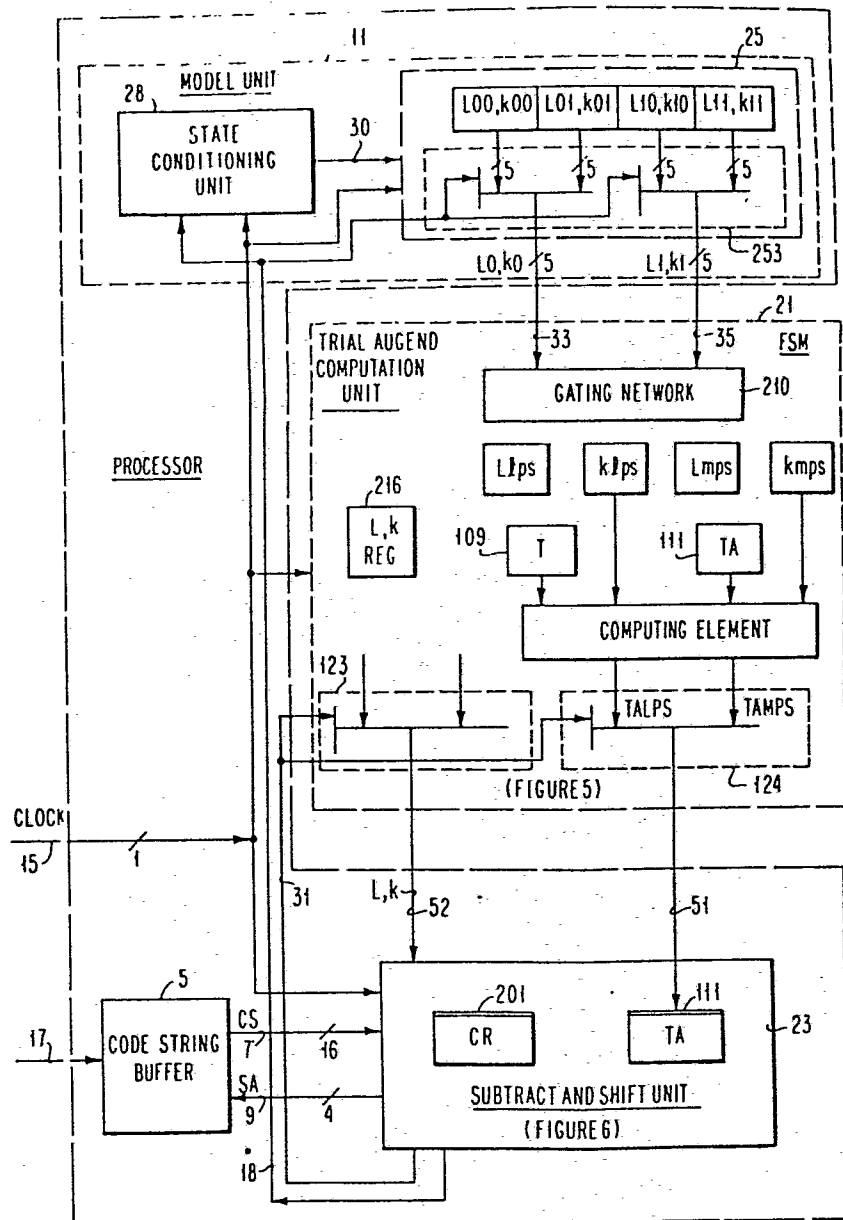 11
25
MODEL UNIT
28
STATE
CONDITIONING
UNIT
30
L00,k00 L01,k01 L10,k10 L11,k11
5 5 5 5
253
L0,k0 5 L1,k1 5
21
33 35
TRIAL AUGEND
COMPUTATION
UNIT
FSM
GATING NETWORK
210
PROCESSOR
Lℓps kℓps Lmps kmps
216
L,k
REG
109 T 111 TA
COMPUTING ELEMENT
123
TALPS TAMPS
(FIGURE 5)
124
CLOCK
15 1
31
L,k
52 51
5
CODE STRING
BUFFER
17
CS
7 16
SA
9 4
18
201
CR
111
TA
23
SUBTRACT AND SHIFT UNIT
(FIGURE 6)